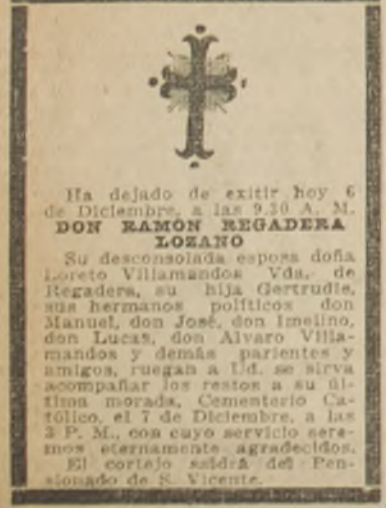 Ha dejado de exitir hoy 6
de Diciembre, a las 9.30 A. M.
DON RAMÓN REGADERA
LOZANO
Su desconsolada esposa doña
Loreto Villamandos Vda. de
Regadera, su hija Gertrudis,
sus hermanos políticos don
Manuel, don José, don Imelino,
don Lucas, don Alvaro Villa-
mandos y demás parientes y
amigos, ruegan a Ud. se sirva
acompañar los restos a su úl-
tima morada, Cementerio Ca-
tólico, el 7 de Diciembre, a las
3 P. M., con cuyo servicio sere-
mos eternamente agradecidos.
El cortejo saldrá del Pen-
sionado de S. Vicente.